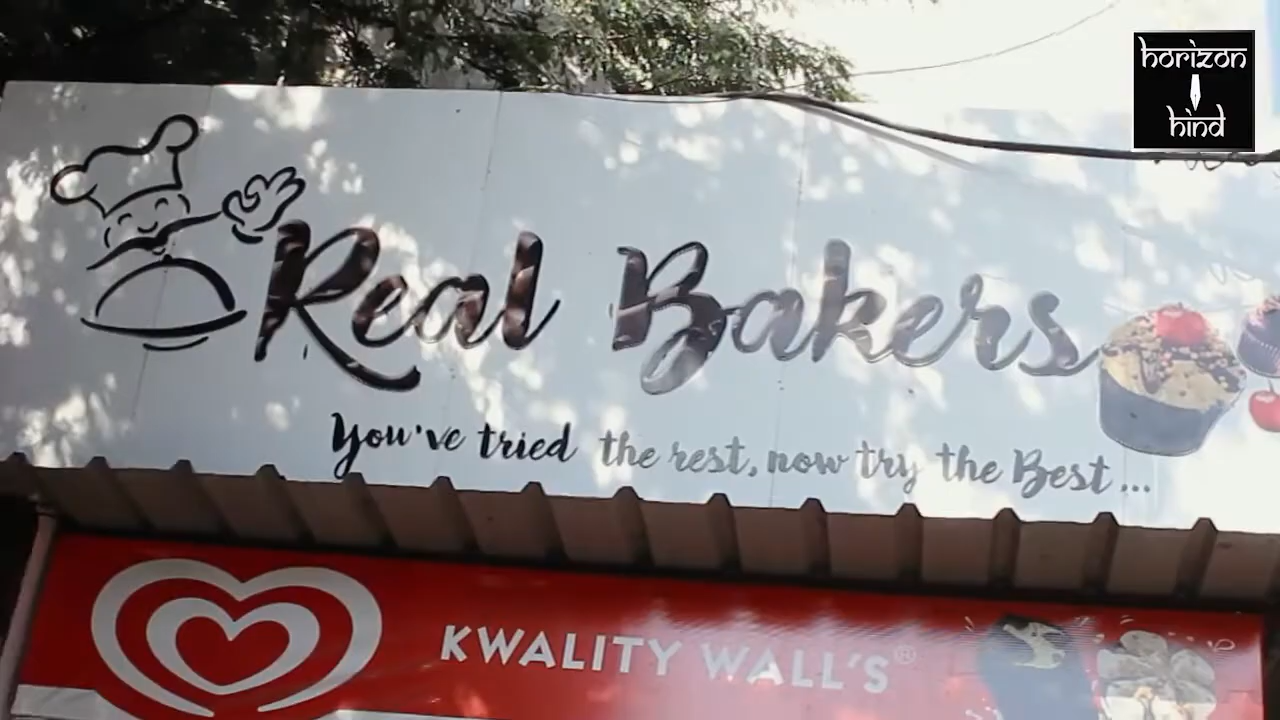 horizon
hind
Real Bakers
You've tried the rest, now try the Best...
KWALITY WALL'S®